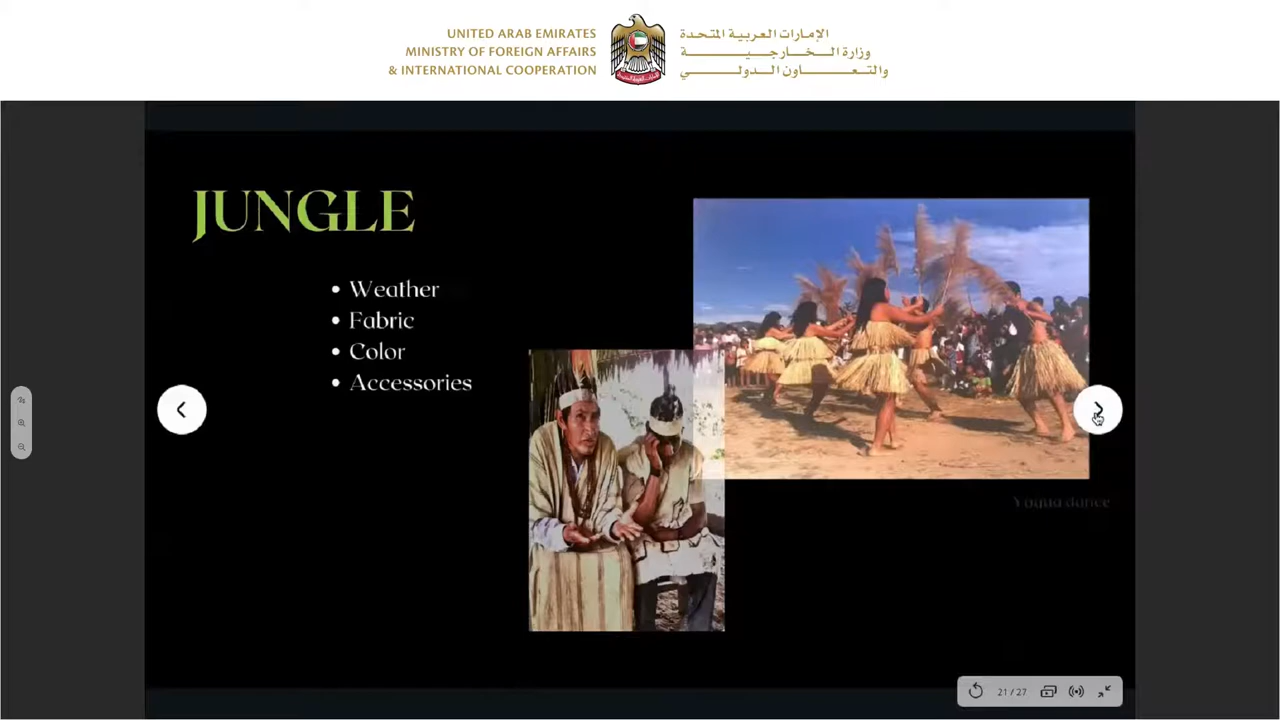 UNITED ARAB EMIRATES
MINISTRY OF FOREIGN AFFAIRS
& INTERNATIONAL COOPERATION
الإمارات العربية المتحدة
وزارة الخارجية
والتعاون الدولي
JUNGLE
• Weather
• Fabric
• Color
• Accessories
Yagua dance
21 / 27